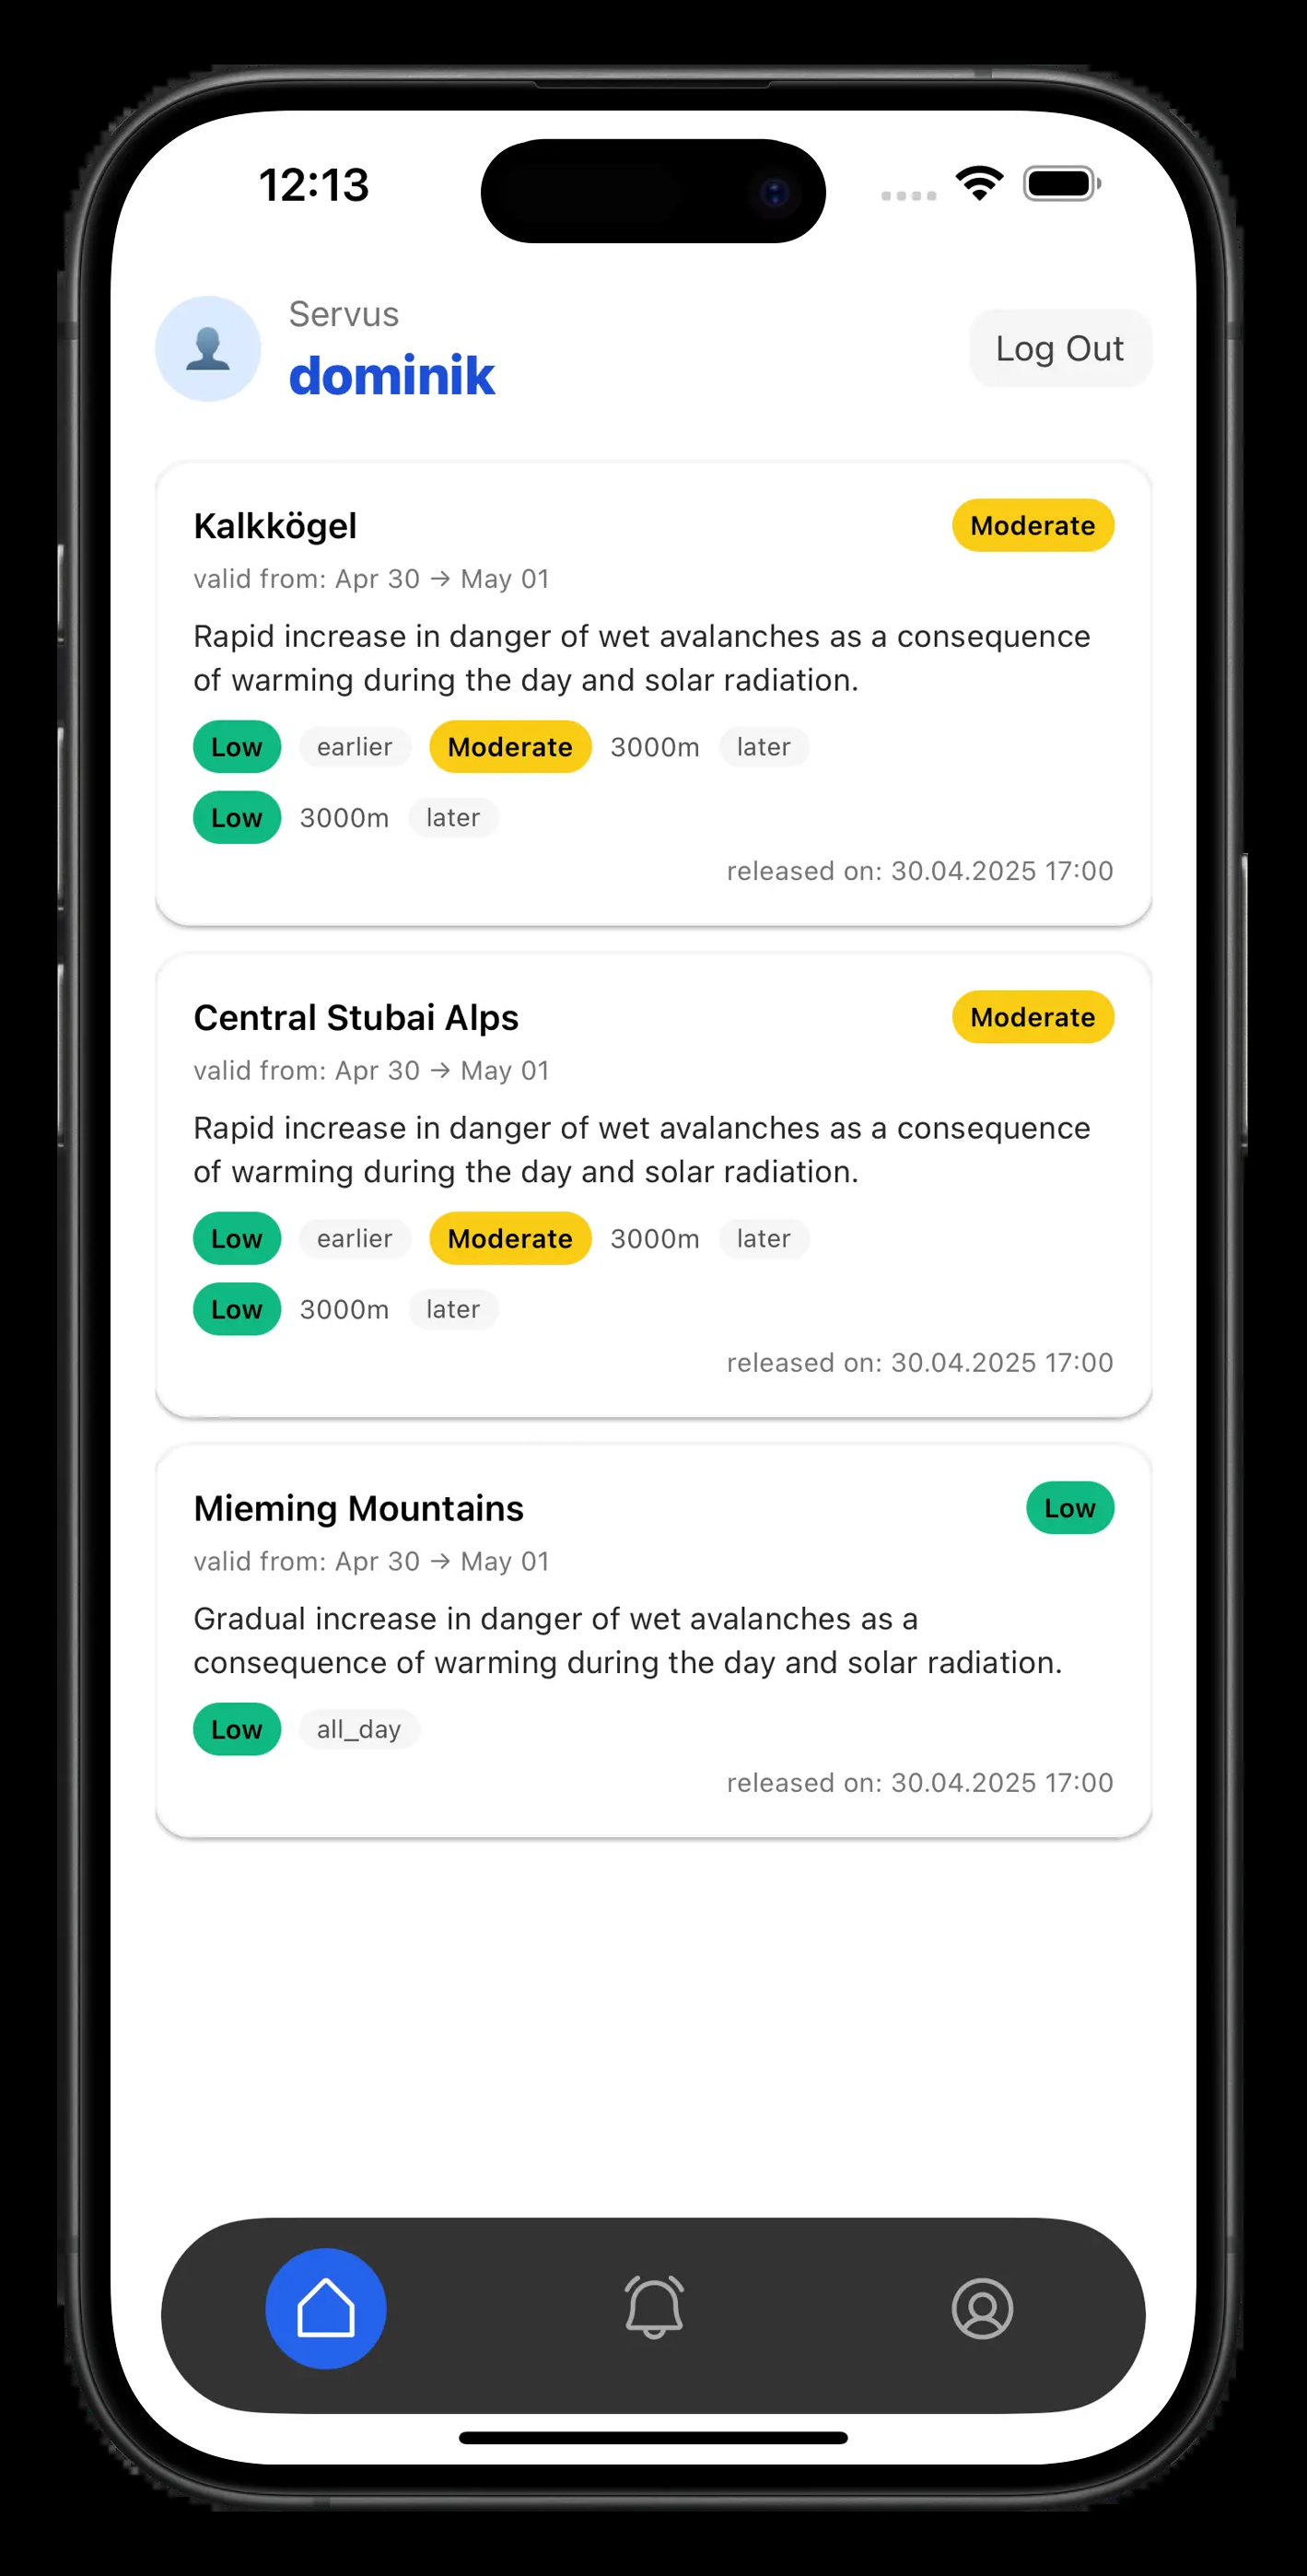 12:13
Servus
dominik
Log Out
Kalkkögel
Moderate
valid from: Apr 30 → May 01
Rapid increase in danger of wet avalanches as a consequence
of warming during the day and solar radiation.
Low earlier Moderate 3000m later
Low 3000m later
released on: 30.04.2025 17:00
Central Stubai Alps
Moderate
valid from: Apr 30 → May 01
Rapid increase in danger of wet avalanches as a consequence
of warming during the day and solar radiation.
Low earlier Moderate 3000m later
Low 3000m later
released on: 30.04.2025 17:00
Mieming Mountains
Low
valid from: Apr 30 → May 01
Gradual increase in danger of wet avalanches as a
consequence of warming during the day and solar radiation.
Low all_day
released on: 30.04.2025 17:00